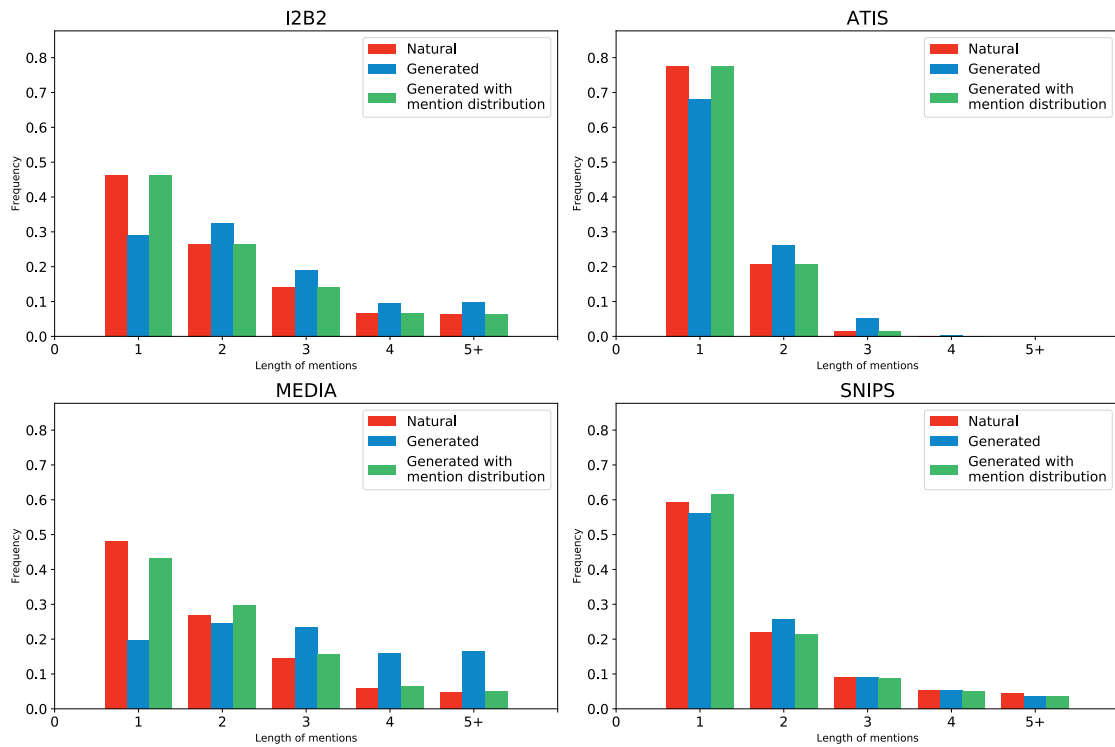 I2B2
Natural
Generated
Generated with
mention distribution
Frequency
0.8
0.7
0.6
0.5
0.4
0.3
0.2
0.1
0.0
0 1 2 3 4 5+
Length of mentions
ATIS
Natural
Generated
Generated with
mention distribution
Frequency
0.8
0.7
0.6
0.5
0.4
0.3
0.2
0.1
0.0
0 1 2 3 4 5+
Length of mentions
MEDIA
Natural
Generated
Generated with
mention distribution
Frequency
0.8
0.7
0.6
0.5
0.4
0.3
0.2
0.1
0.0
0 1 2 3 4 5+
Length of mentions
SNIPS
Natural
Generated
Generated with
mention distribution
Frequency
0.8
0.7
0.6
0.5
0.4
0.3
0.2
0.1
0.0
0 1 2 3 4 5+
Length of mentions